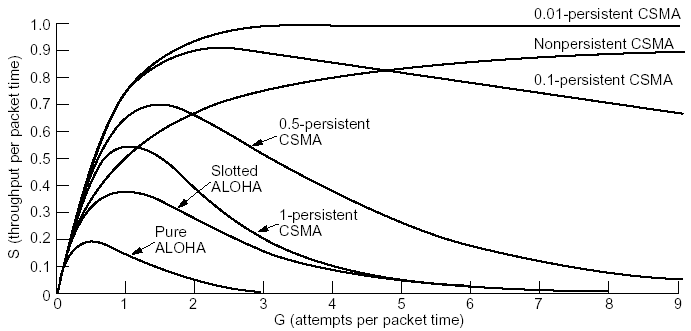 0.01-persistent CSMA
Nonpersistent CSMA
0.1-persistent CSMA
0.5-persistent
CSMA
Slotted
ALOHA
1-persistent
CSMA
Pure
ALOHA
S (throughput per packet time)
1.0
0.9
0.8
0.7
0.6
0.5
0.4
0.3
0.2
0.1
0
0 1 2 3 4 5 6 7 8 9
G (attempts per packet time)